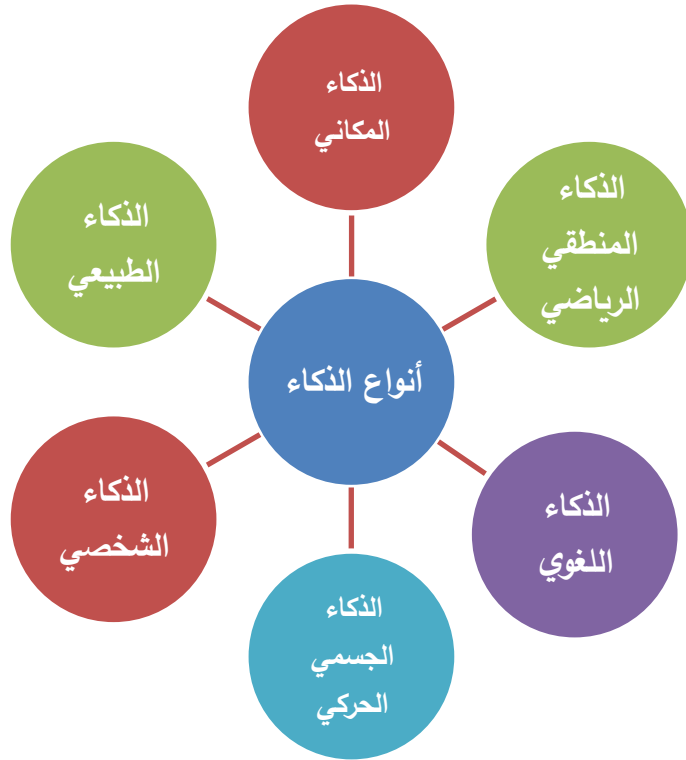 الذكاء
المكاني
الذكاء
المنطقي
الرياضي
الذكاء
الطبيعي
أنواع الذكاء
الذكاء
اللغوي
الذكاء
الشخصي
الذكاء
الجسمي
الحركي